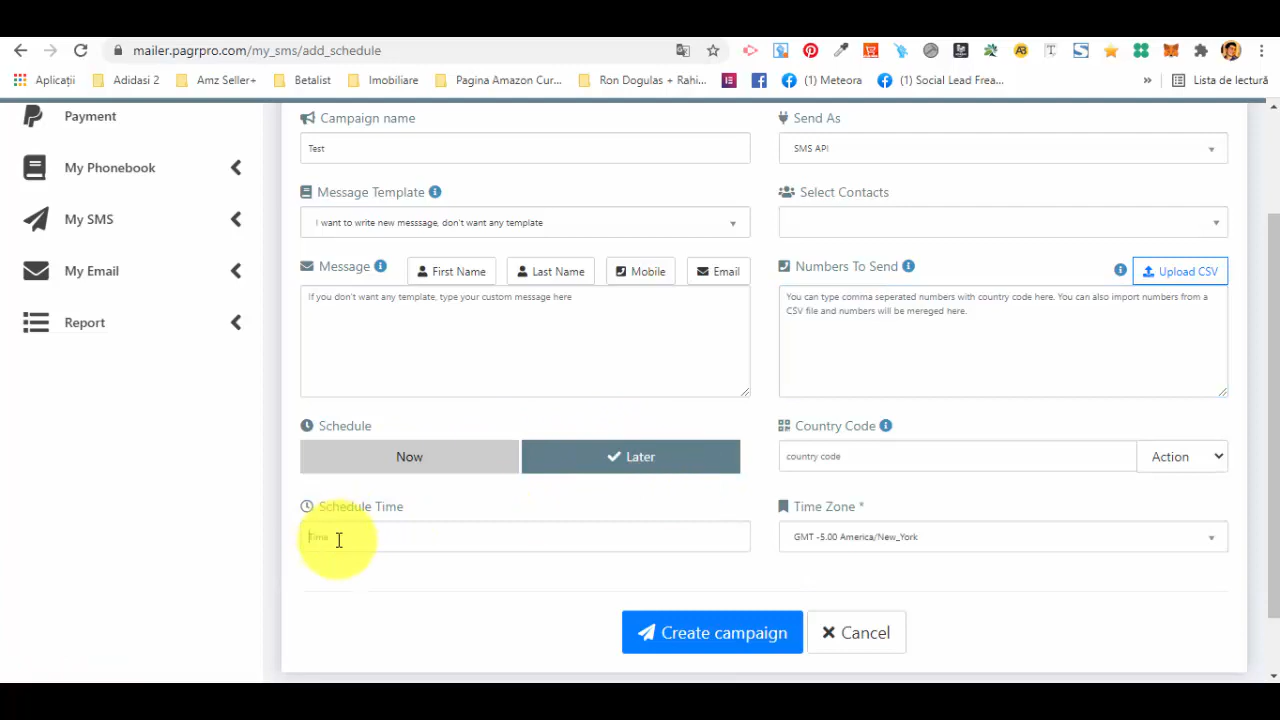 mailer.pagrpro.com/my_sms/add_schedule
Aplicații
Adidasi 2
Amz Seller+
Betalist
Imobiliare
Pagina Amazon Cur...
Ron Dogulas + Rahi...
(1) Meteora
(1) Social Lead Frea...
»
Lista de lectură
Payment
My Phonebook
My SMS
My Email
Report
Campaign name
Test
Send As
SMS API
Message Template
I want to write new messsage, don't want any template
Select Contacts
Message
First Name
Last Name
Mobile
Email
If you don't want any template, type your custom message here
Numbers To Send
Upload CSV
You can type comma seperated numbers with country code here. You can also import numbers from a
CSV file and numbers will be mereged here.
Schedule
Now
Later
Country Code
country code
Action
Schedule Time
Time
Time Zone *
GMT -5.00 America/New_York
Create campaign
Cancel